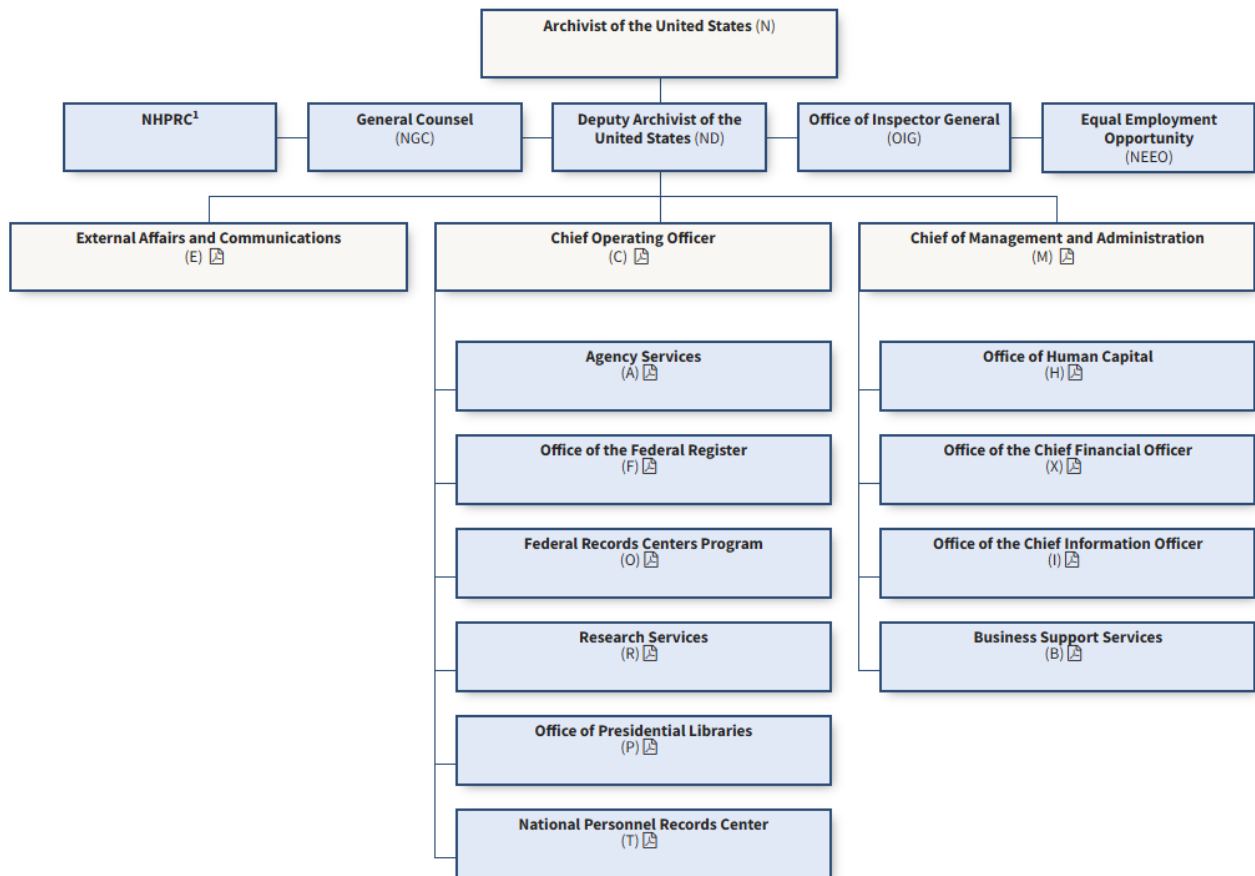 Archivist of the United States (N)
NHPRC¹
General Counsel
(NGC)
Deputy Archivist of the
United States (ND)
Office of Inspector General
(OIG)
Equal Employment
Opportunity
(NEEO)
External Affairs and Communications
(E)
Chief Operating Officer
(C)
Chief of Management and Administration
(M)
Agency Services
(A)
Office of the Federal Register
(F)
Federal Records Centers Program
(O)
Research Services
(R)
Office of Presidential Libraries
(P)
National Personnel Records Center
(T)
Office of Human Capital
(H)
Office of the Chief Financial Officer
(X)
Office of the Chief Information Officer
(I)
Business Support Services
(B)